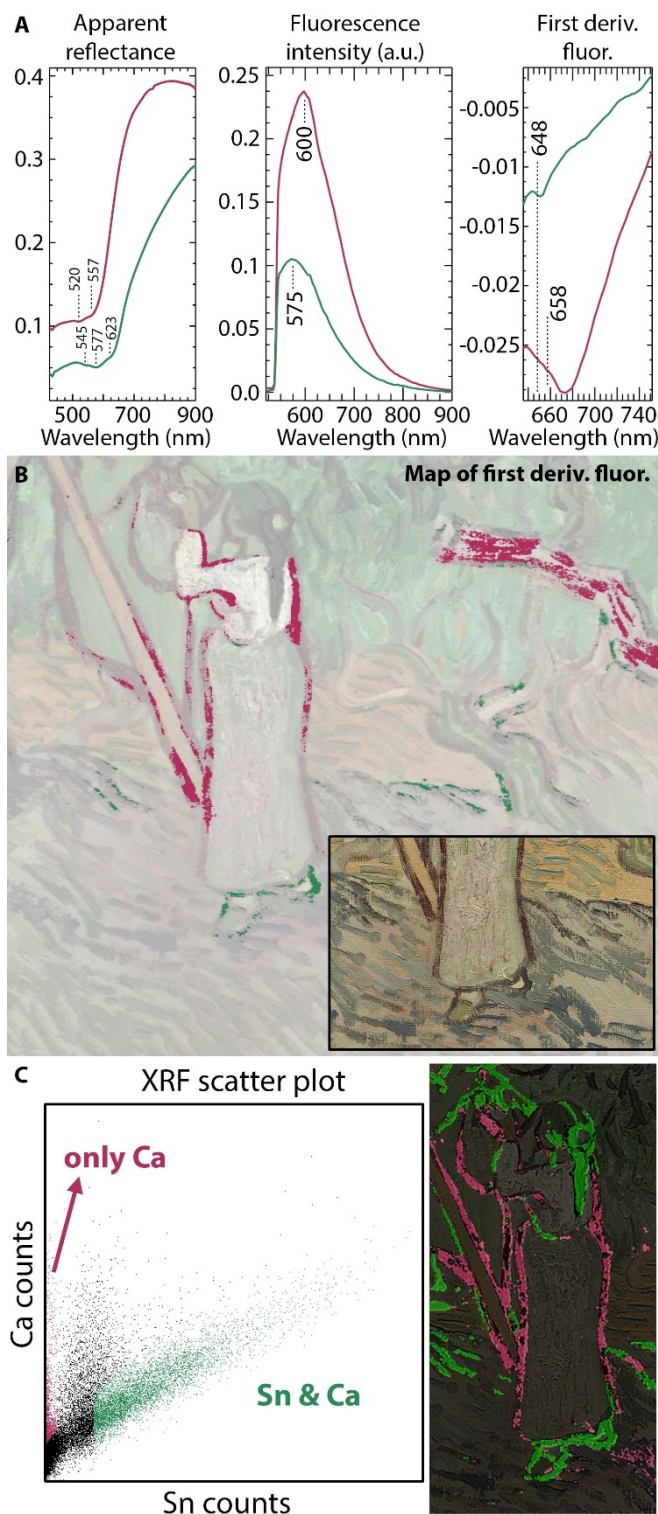 A
Apparent
reflectance
Fluorescence
intensity (a.u.)
First deriv.
fluor.
0.4
0.3
0.2
0.1
520
557
545
577
623
500 700 900
Wavelength (nm)
0.25
0.20
0.15
0.1
0.05
0.0
600
575
600 700 800 900
Wavelength (nm)
-0.005
-0.01
-0.015
-0.02
-0.025
648
658
660 700 740
Wavelength (nm)
B
Map of first deriv. fluor.
C
XRF scatter plot
only Ca
Sn & Ca
Ca counts
Sn counts